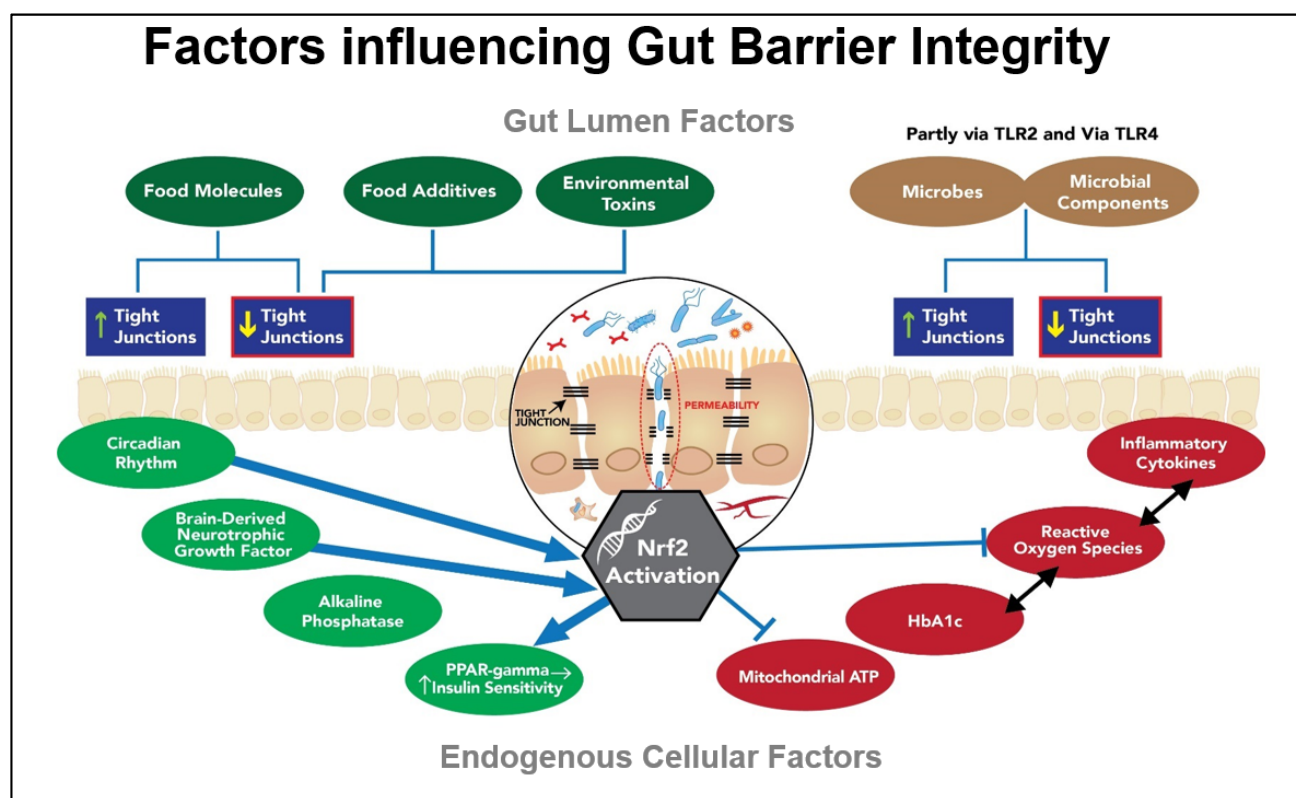 Factors influencing Gut Barrier Integrity
Gut Lumen Factors
Partly via TLR2 and Via TLR4
Food Molecules
Food Additives
Environmental
Toxins
Microbes
Microbial
Components
↑ Tight
Junctions
↓ Tight
Junctions
↑ Tight
Junctions
↓ Tight
Junctions
TIGHT
JUNCTION
PERMEABILITY
Circadian
Rhythm
Inflammatory
Cytokines
Brain-Derived
Neurotrophic
Growth Factor
Nrf2
Activation
Reactive
Oxygen Species
Alkaline
Phosphatase
HbA1c
PPAR-gamma→
↑Insulin Sensitivity
Mitochondrial ATP
Endogenous Cellular Factors